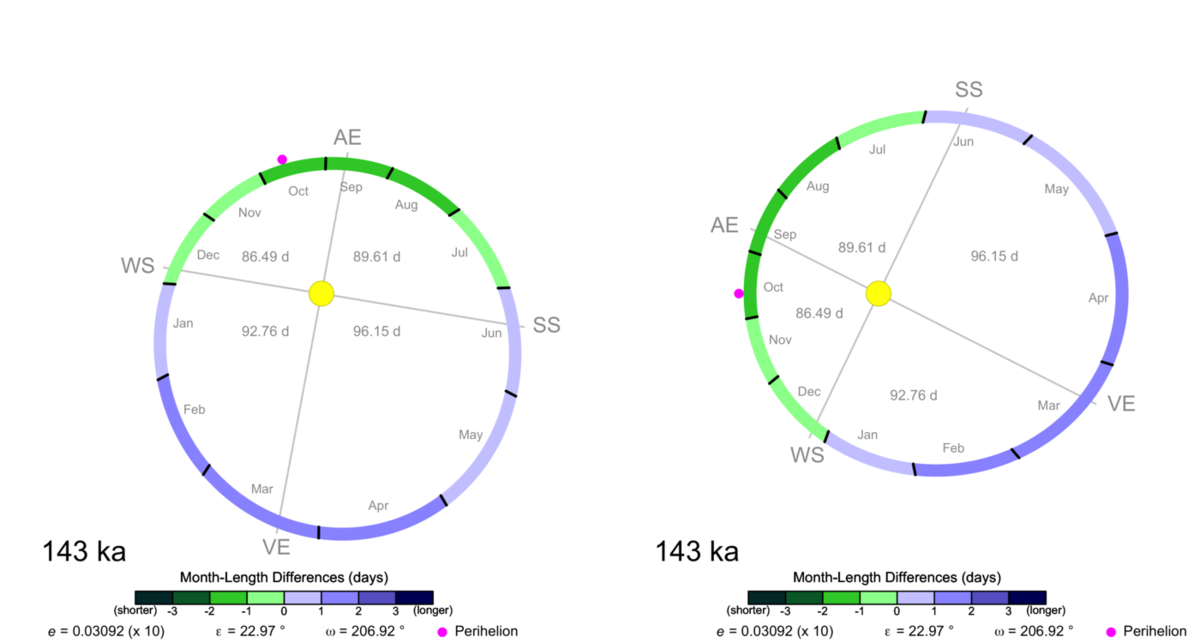 AE
Oct
Sep
Aug
Nov
Jul
Dec
86.49 d
89.61 d
WS
Jan
92.76 d
96.15 d
Jun
SS
Feb
May
Mar
Apr
VE
143 ka
Month-Length Differences (days)
(shorter) -3 -2 -1 0 1 2 3 (longer)
e = 0.03092 (x 10) ε = 22.97 ° ω = 206.92 ° Perihelion
SS
Jun
Jul
May
Aug
AE
Sep
89.61 d
96.15 d
Oct
Apr
86.49 d
Nov
Dec
92.76 d
Mar
VE
Jan
Feb
WS
143 ka
Month-Length Differences (days)
(shorter) -3 -2 -1 0 1 2 3 (longer)
e = 0.03092 (x 10) ε = 22.97 ° ω = 206.92 ° Perihelion